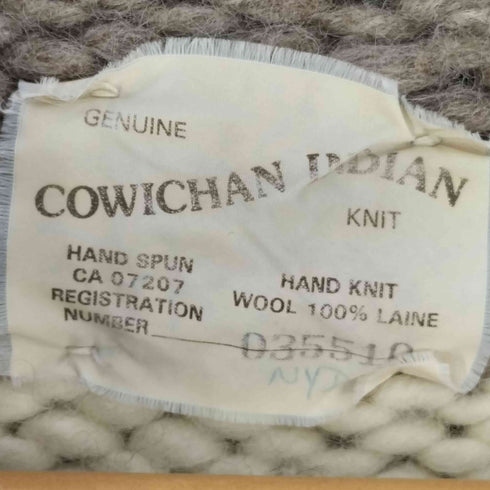 GENUINE
COWICHAN INDIAN
KNIT
HAND SPUN
CA 07207
REGISTRATION
NUMBER
HAND KNIT
WOOL 100% LAINE
035510